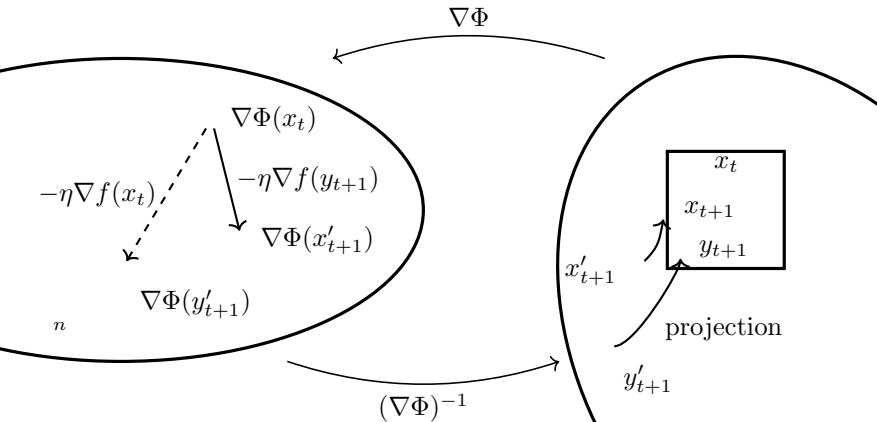 ∇Φ
∇Φ(x_t)
−η∇f(x_t)
−η∇f(y_{t+1})
∇Φ(x′_{t+1})
∇Φ(y′_{t+1})
n
(∇Φ)^{−1}
x_t
x_{t+1}
y_{t+1}
x′_{t+1}
projection
y′_{t+1}